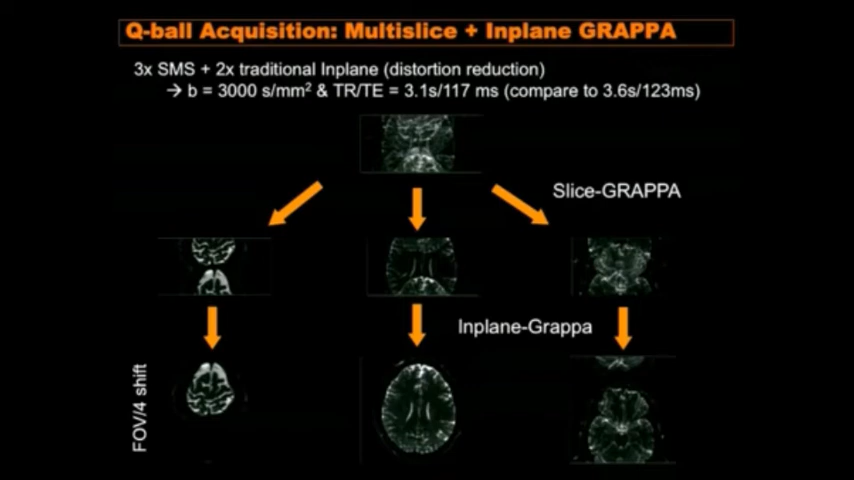 Q-ball Acquisition: Multislice + Inplane GRAPPA
3x SMS + 2x traditional Inplane (distortion reduction)
→ b = 3000 s/mm² & TR/TE = 3.1s/117 ms (compare to 3.6s/123ms)
Slice-GRAPPA
Inplane-Grappa
FOV/4 shift